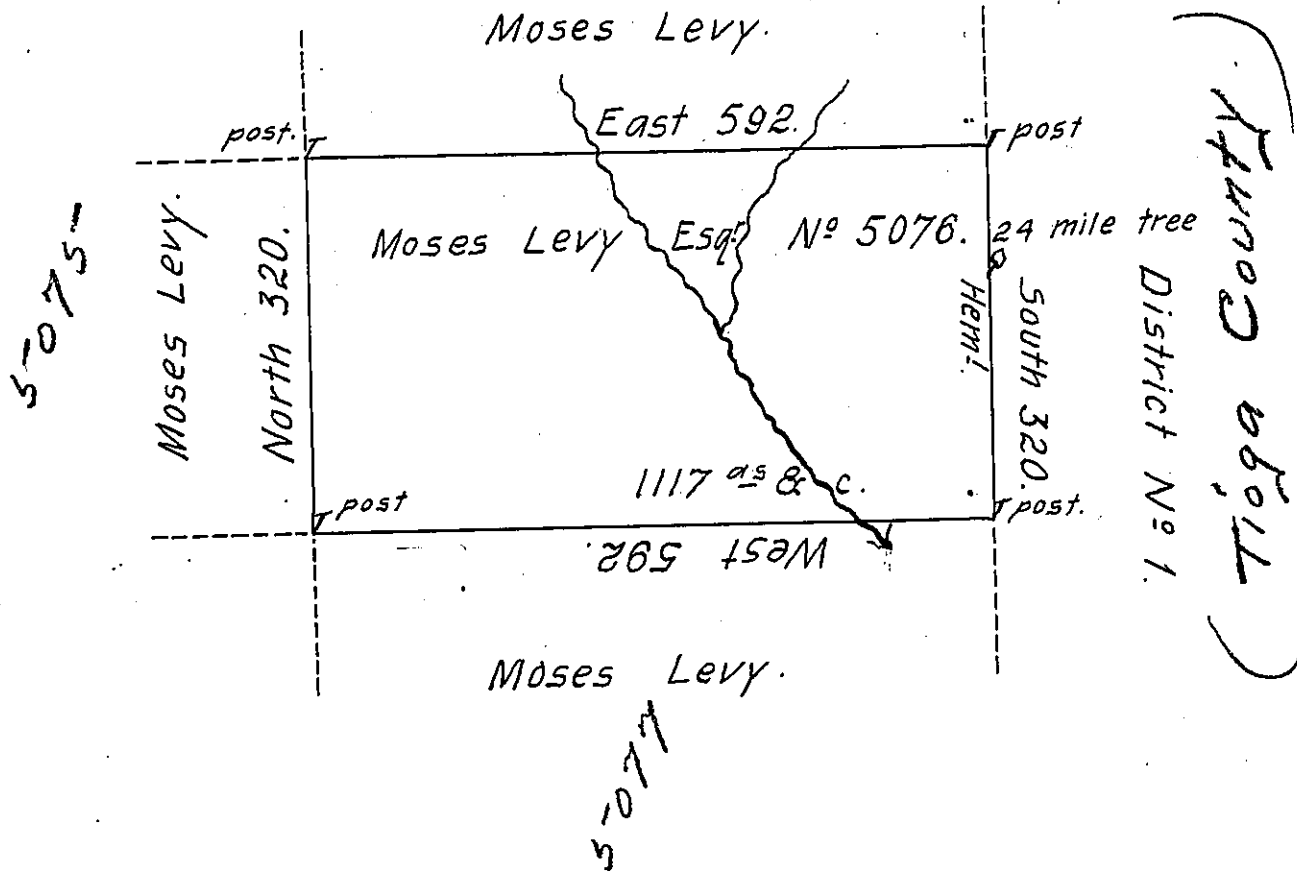 Moses Levy.
East 592.
post.
post
Moses Levy Esqr. Nº 5076.
24 mile tree
Hem!
South 320.
District Nº 1.
Tioga County
Moses Levy.
North 320.
5075
1117 as & c.
post
post.
West 592.
Moses Levy.
5077